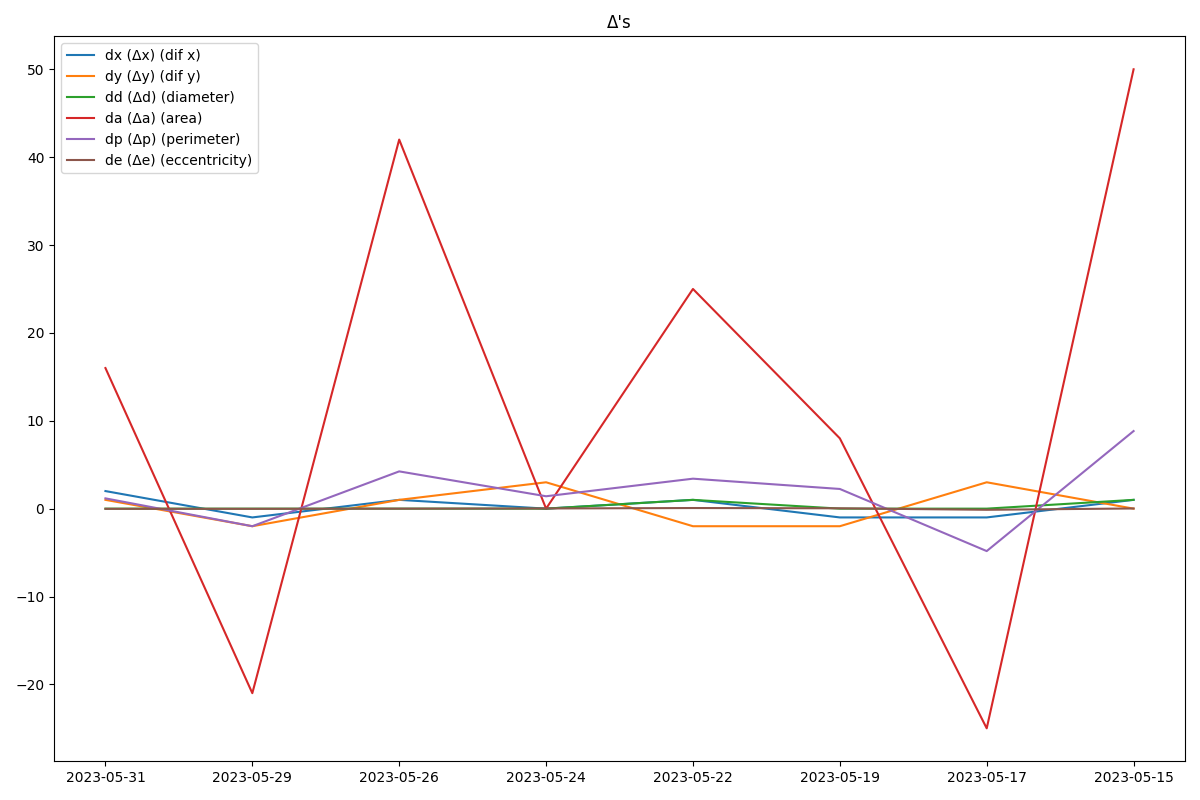 Δ's
dx (Δx) (dif x)
dy (Δy) (dif y)
dd (Δd) (diameter)
da (Δa) (area)
dp (Δp) (perimeter)
de (Δe) (eccentricity)
50
40
30
20
10
0
−10
−20
2023-05-31 2023-05-29 2023-05-26 2023-05-24 2023-05-22 2023-05-19 2023-05-17 2023-05-15